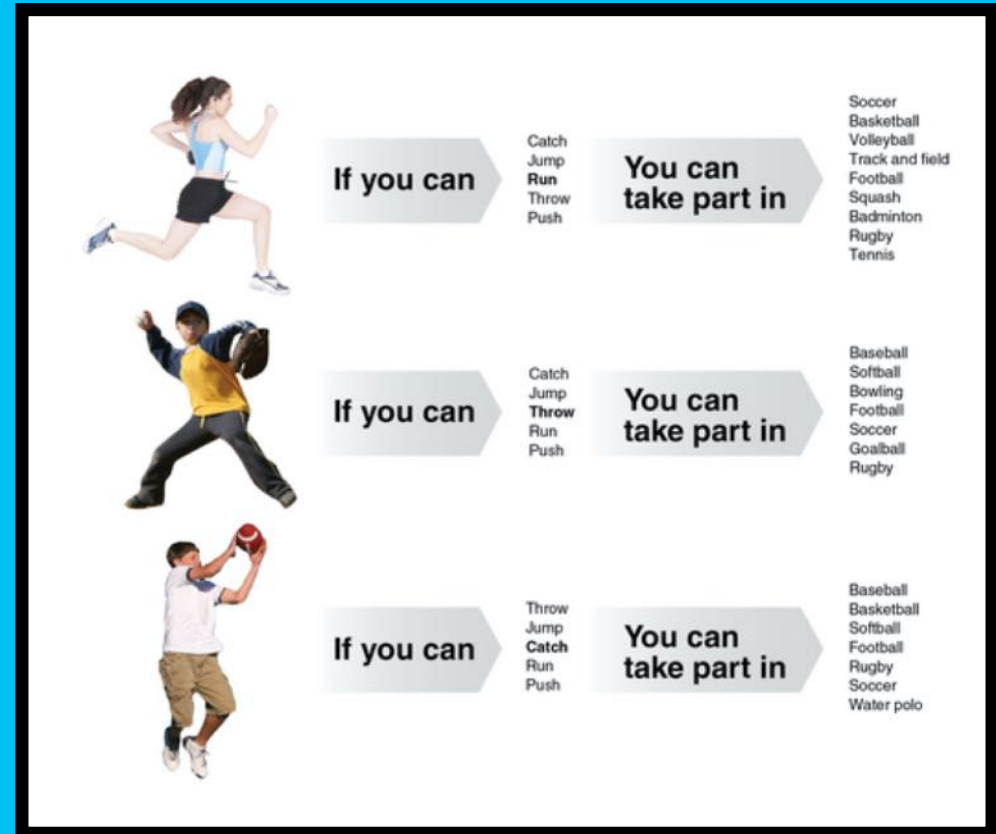 If you can
Catch
Jump
Run
Throw
Push
You can
take part in
Soccer
Basketball
Volleyball
Track and field
Football
Squash
Badminton
Rugby
Tennis
If you can
Catch
Jump
Throw
Run
Push
You can
take part in
Baseball
Softball
Bowling
Football
Soccer
Goalball
Rugby
If you can
Throw
Jump
Catch
Run
Push
You can
take part in
Baseball
Basketball
Softball
Football
Rugby
Soccer
Water polo